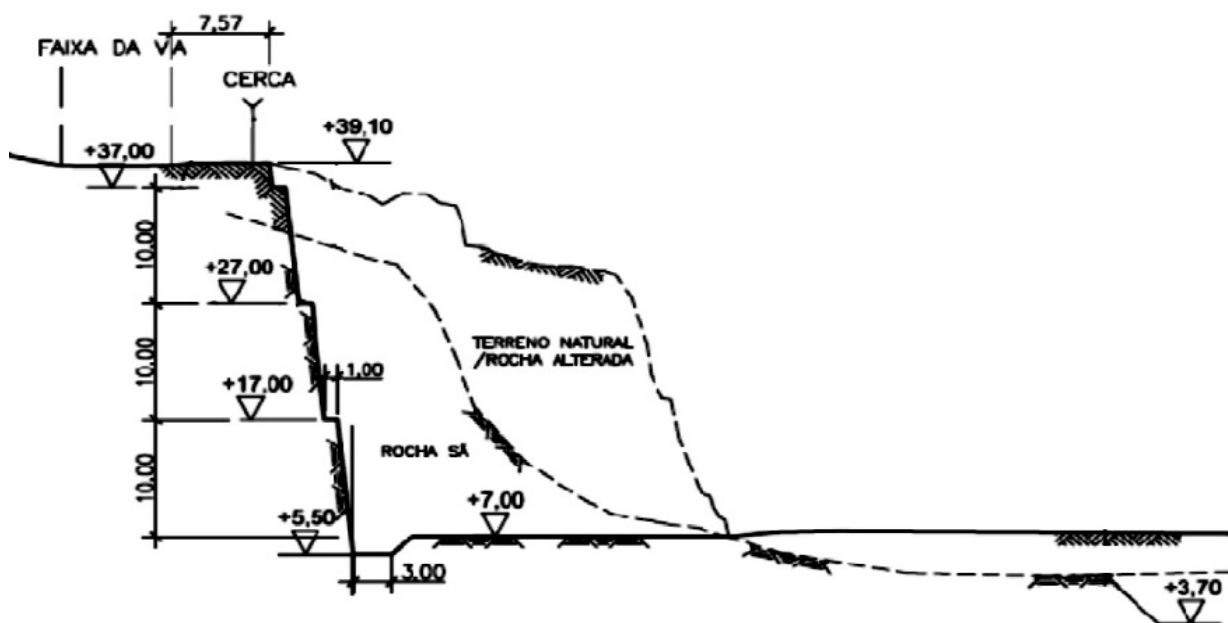 7,57
FAIXA DA VIA
CERCA
+39,10
+37,00
10,00
+27,00
TERRENO NATURAL
/ROCHA ALTERADA
10,00
1,00
+17,00
ROCHA SÃ
10,00
+7,00
+5,50
3,00
+3,70